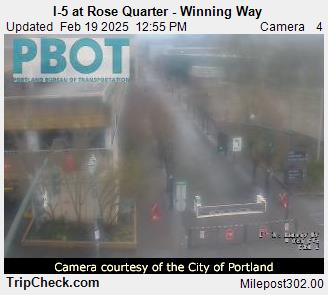 I-5 at Rose Quarter - Winning Way
Updated Feb 19 2025 12:55 PM Camera 4
PBOT
PORTLAND BUREAU OF TRANSPORTATION
Camera courtesy of the City of Portland
TripCheck.com Milepost302.00